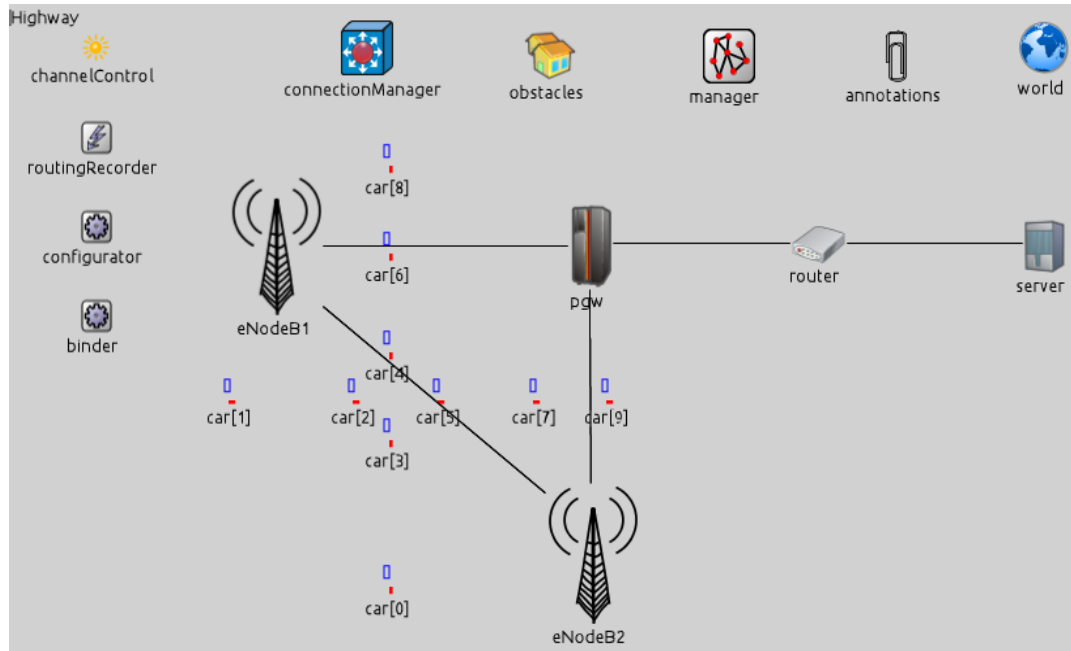 Highway
channelControl
connectionManager
obstacles
manager
annotations
world
routingRecorder
car[8]
configurator
car[6]
pgw
router
server
eNodeB1
binder
car[4]
car[1]
car[2]
car[5]
car[7]
car[9]
car[3]
car[0]
eNodeB2